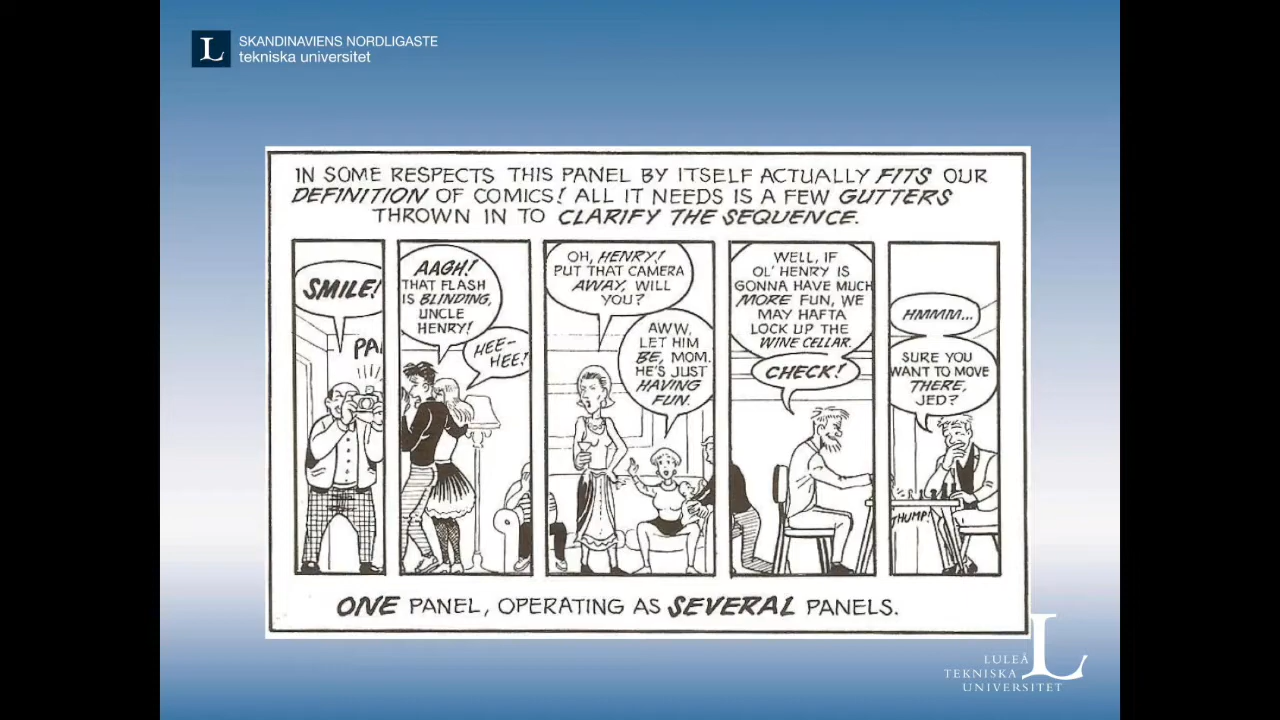 L
SKANDINAVIENS NORDLIGASTE
tekniska universitet
IN SOME RESPECTS THIS PANEL BY ITSELF ACTUALLY FITS OUR
DEFINITION OF COMICS! ALL IT NEEDS IS A FEW GUTTERS
THROWN IN TO CLARIFY THE SEQUENCE.
SMILE!
PA
AAGH!
THAT FLASH
IS BLINDING,
UNCLE
HENRY!
HEE-
HEE!
OH, HENRY!
PUT THAT CAMERA
AWAY, WILL
YOU?
AWW,
LET HIM
BE, MOM.
HE'S JUST
HAVING
FUN.
WELL, IF
OL' HENRY IS
GONNA HAVE MUCH
MORE FUN, WE
MAY HAFTA
LOCK UP THE
WINE CELLAR.
CHECK!
HMMM...
SURE YOU
WANT TO MOVE
THERE,
JED?
THUMP!
ONE PANEL, OPERATING AS SEVERAL PANELS.
L
LULEÅ
TEKNISKA
UNIVERSITET